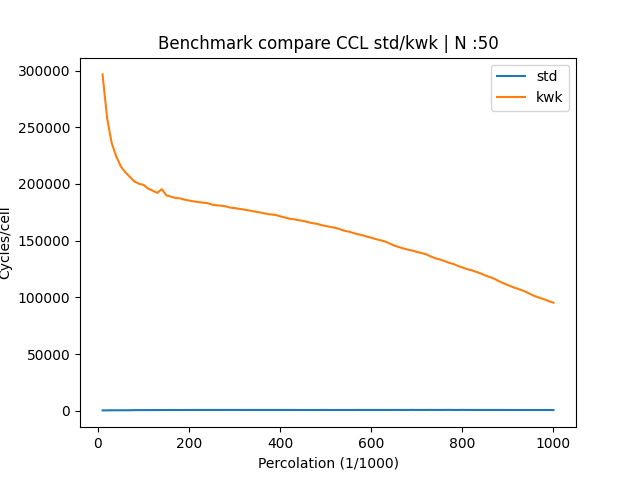 Benchmark compare CCL std/kwk | N :50
std
kwk
300000
250000
200000
150000
100000
50000
0
Cycles/cell
0 200 400 600 800 1000
Percolation (1/1000)